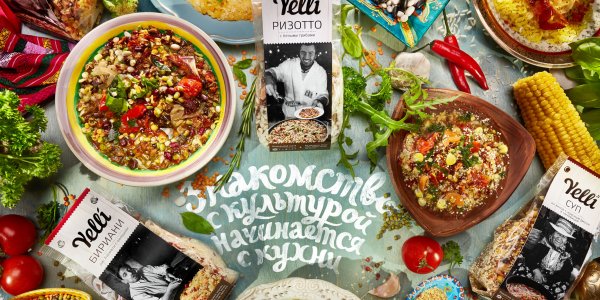 Yelli
РИЗОТТО
с белыми грибами
Yelli
БИРИАНИ
Знакомство
с культурой
начинается
с кухни
Yelli
СУП